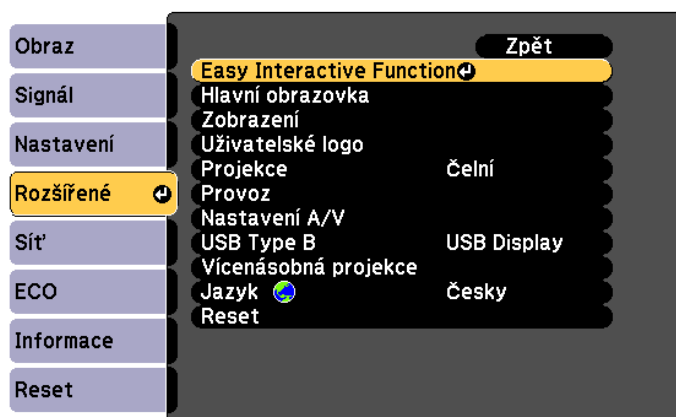 Obraz
Signál
Nastavení
Rozšířené
Síť
ECO
Informace
Reset
Zpět
Easy Interactive Function
Hlavní obrazovka
Zobrazení
Uživatelské logo
Projekce Čelní
Provoz
Nastavení A/V
USB Type B USB Display
Vícenásobná projekce
Jazyk Česky
Reset